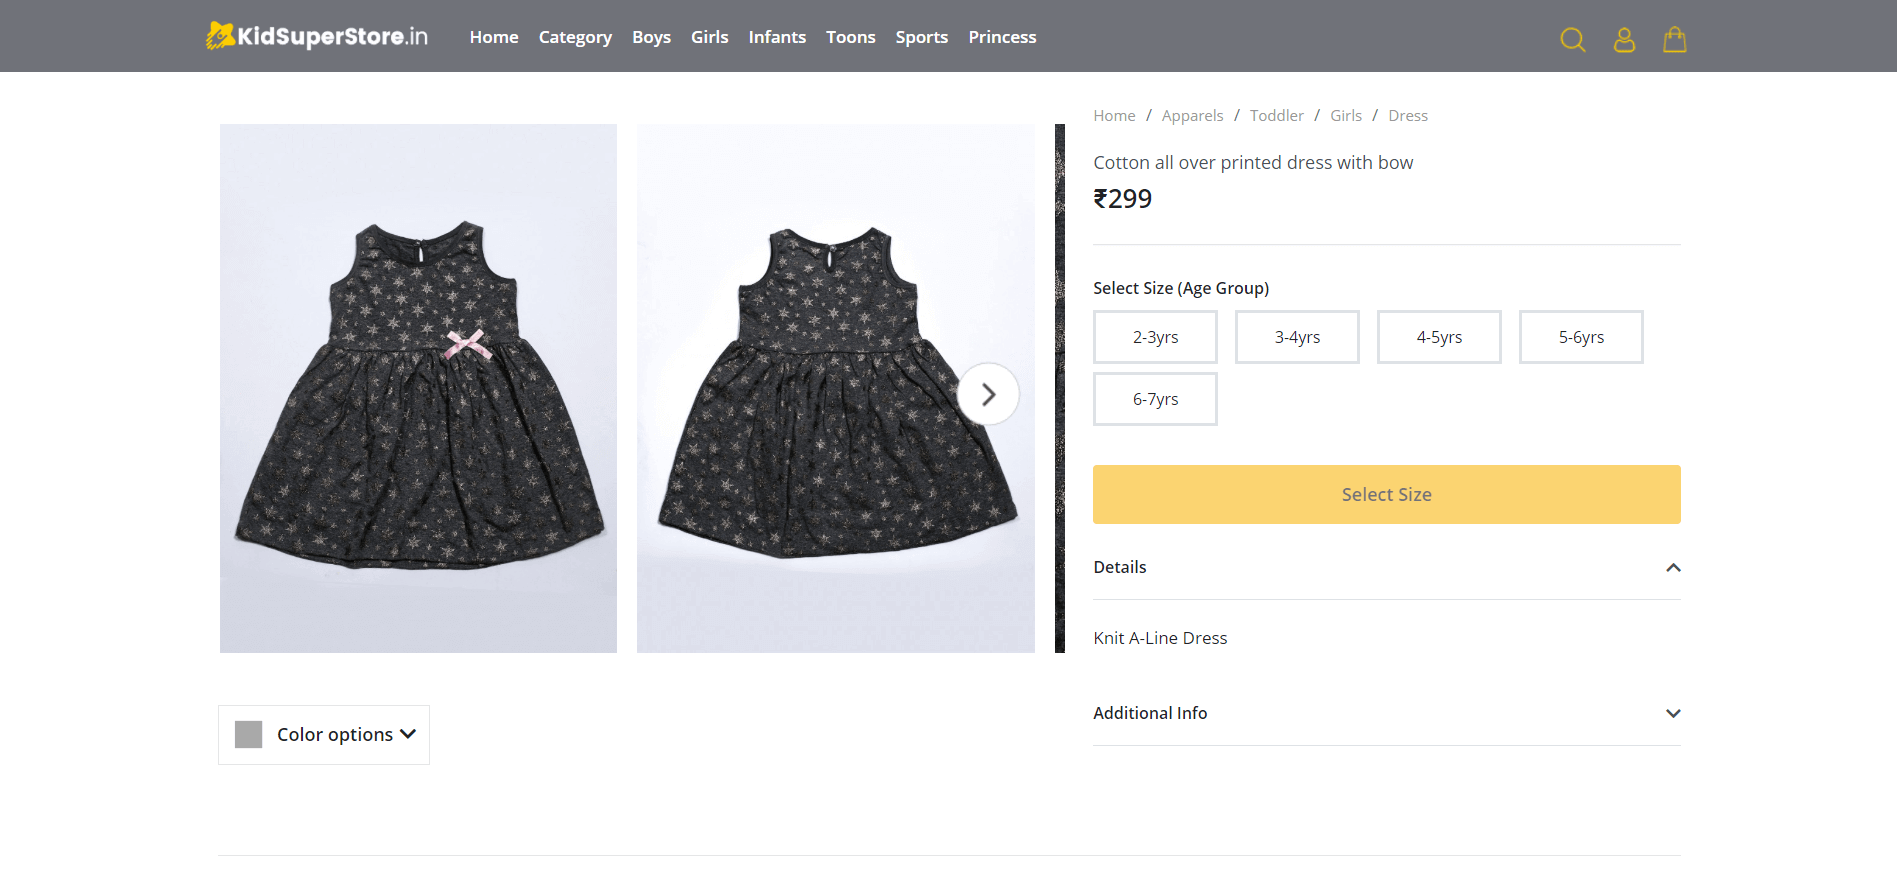 KidSuperStore.in
Home Category Boys Girls Infants Toons Sports Princess
Home / Apparels / Toddler / Girls / Dress
Cotton all over printed dress with bow
₹299
Select Size (Age Group)
2-3yrs 3-4yrs 4-5yrs 5-6yrs
6-7yrs
Select Size
Details
Knit A-Line Dress
Additional Info
Color options